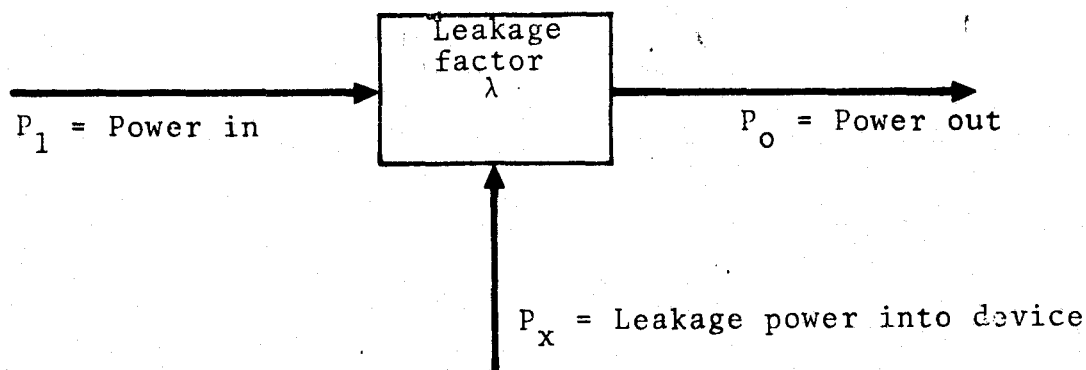 Leakage
factor
λ
P₁ = Power in
Pₒ = Power out
Pₓ = Leakage power into device